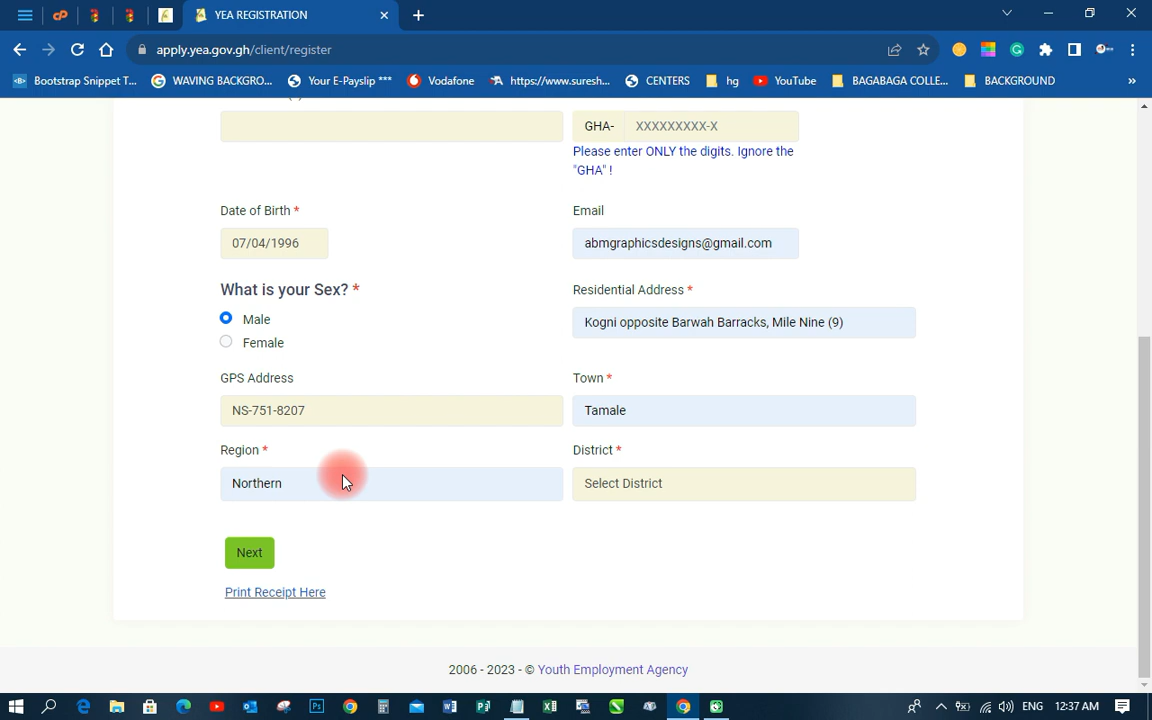 YEA REGISTRATION
apply.yea.gov.gh/client/register
Bootstrap Snippet T... WAVING BACKGRO... Your E-Payslip *** Vodafone https://www.suresh... CENTERS hg YouTube BAGABAGA COLLE... BACKGROUND »
GHA- XXXXXXXXX-X
Please enter ONLY the digits. Ignore the
"GHA" !
Date of Birth * Email
07/04/1996 abmgraphicsdesigns@gmail.com
What is your Sex? * Residential Address *
Male Kogni opposite Barwah Barracks, Mile Nine (9)
Female
GPS Address Town *
NS-751-8207 Tamale
Region * District *
Northern Select District
Next
Print Receipt Here
2006 - 2023 - © Youth Employment Agency
ENG 12:37 AM